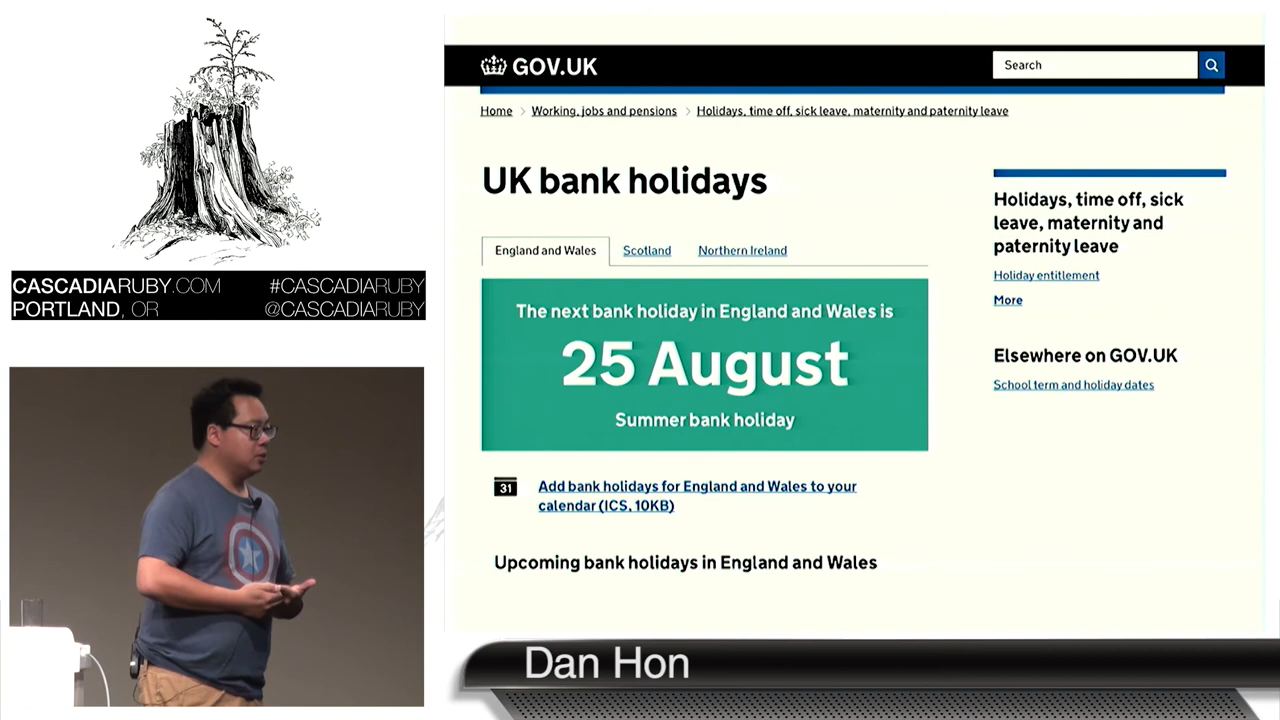 CASCADIARUBY.COM #CASCADIARUBY
PORTLAND, OR @CASCADIARUBY
GOV.UK
Search
Home > Working, jobs and pensions > Holidays, time off, sick leave, maternity and paternity leave
UK bank holidays
England and Wales Scotland Northern Ireland
The next bank holiday in England and Wales is
25 August
Summer bank holiday
31
Add bank holidays for England and Wales to your
calendar (ICS, 10KB)
Upcoming bank holidays in England and Wales
Holidays, time off, sick
leave, maternity and
paternity leave
Holiday entitlement
More
Elsewhere on GOV.UK
School term and holiday dates
Dan Hon